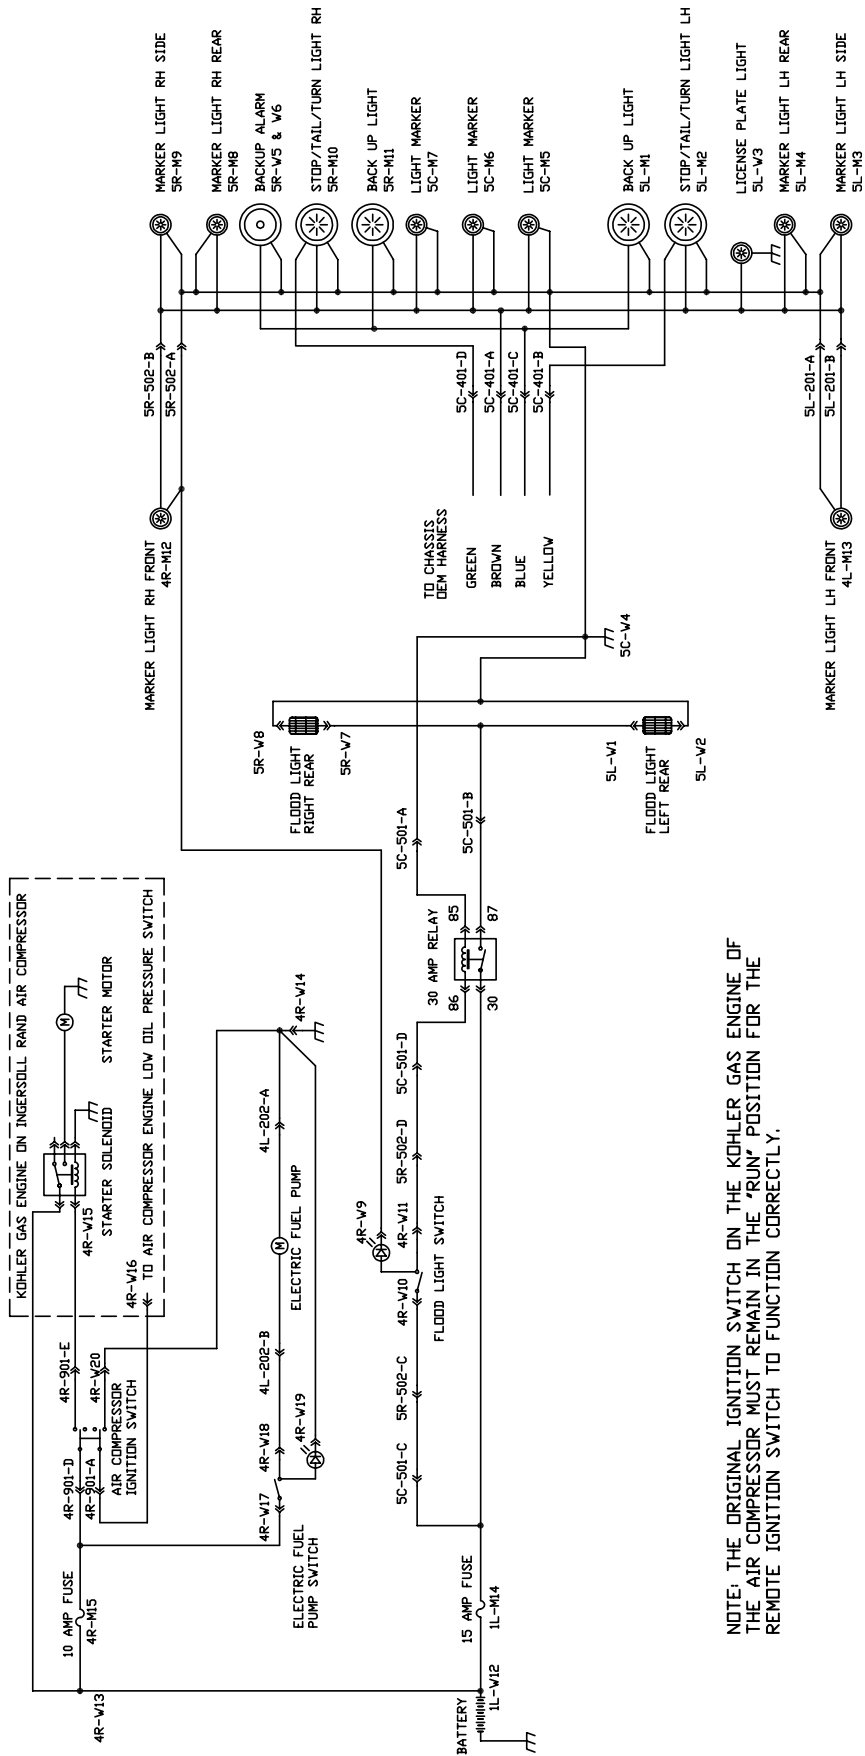 MARKER LIGHT RH SIDE
5R-M9
MARKER LIGHT RH REAR
5R-M8
BACKUP ALARM
5R-W5 & W6
STOP/TAIL/TURN LIGHT RH
5R-M10
BACK UP LIGHT
5R-M11
LIGHT MARKER
5C-M7
LIGHT MARKER
5C-M6
LIGHT MARKER
5C-M5
BACK UP LIGHT
5L-M1
STOP/TAIL/TURN LIGHT LH
5L-M2
LICENSE PLATE LIGHT
5L-W3
MARKER LIGHT LH REAR
5L-M4
MARKER LIGHT LH SIDE
5L-M3
5R-502-B
5R-502-A
5C-401-D
5C-401-A
5C-401-C
5C-401-B
5L-201-A
5L-201-B
MARKER LIGHT RH FRONT
4R-M12
TO CHASSIS
OEM HARNESS
GREEN
BROWN
BLUE
YELLOW
MARKER LIGHT LH FRONT
4L-M13
5C-W4
5R-W8
FLOOD LIGHT
RIGHT REAR
5R-W7
5L-W1
FLOOD LIGHT
LEFT REAR
5L-W2
5C-501-A
5C-501-B
30 AMP RELAY
85
87
86
30
KOHLER GAS ENGINE ON INGERSOLL RAND AIR COMPRESSOR
M
STARTER MOTOR
STARTER SOLENOID
4R-W15
4R-W16
TO AIR COMPRESSOR ENGINE LOW OIL PRESSURE SWITCH
4R-W14
4L-202-A
M
ELECTRIC FUEL PUMP
5C-501-D
5R-502-D
4R-W9
4R-W11
4R-W10
FLOOD LIGHT SWITCH
4R-901-E
4R-W20
AIR COMPRESSOR
IGNITION SWITCH
4R-901-D
4R-901-A
4L-202-B
4R-W18
4R-W19
4R-W17
ELECTRIC FUEL
PUMP SWITCH
5R-502-C
5C-501-C
10 AMP FUSE
4R-M15
15 AMP FUSE
1L-M14
4R-W13
BATTERY
1L-W12
NOTE: THE ORIGINAL IGNITION SWITCH ON THE KOHLER GAS ENGINE OF
THE AIR COMPRESSOR MUST REMAIN IN THE "RUN" POSITION FOR THE
REMOTE IGNITION SWITCH TO FUNCTION CORRECTLY.